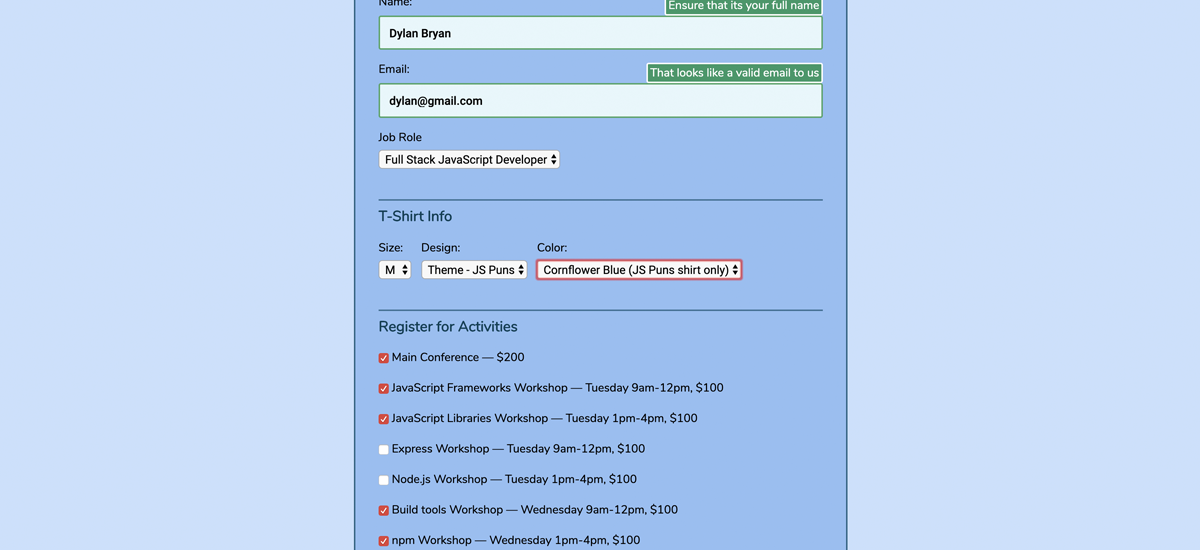 Name:
Ensure that its your full name
Dylan Bryan
Email:
That looks like a valid email to us
dylan@gmail.com
Job Role
Full Stack JavaScript Developer
T-Shirt Info
Size: Design: Color:
M Theme - JS Puns Cornflower Blue (JS Puns shirt only)
Register for Activities
Main Conference — $200
JavaScript Frameworks Workshop — Tuesday 9am-12pm, $100
JavaScript Libraries Workshop — Tuesday 1pm-4pm, $100
Express Workshop — Tuesday 9am-12pm, $100
Node.js Workshop — Tuesday 1pm-4pm, $100
Build tools Workshop — Wednesday 9am-12pm, $100
npm Workshop — Wednesday 1pm-4pm, $100